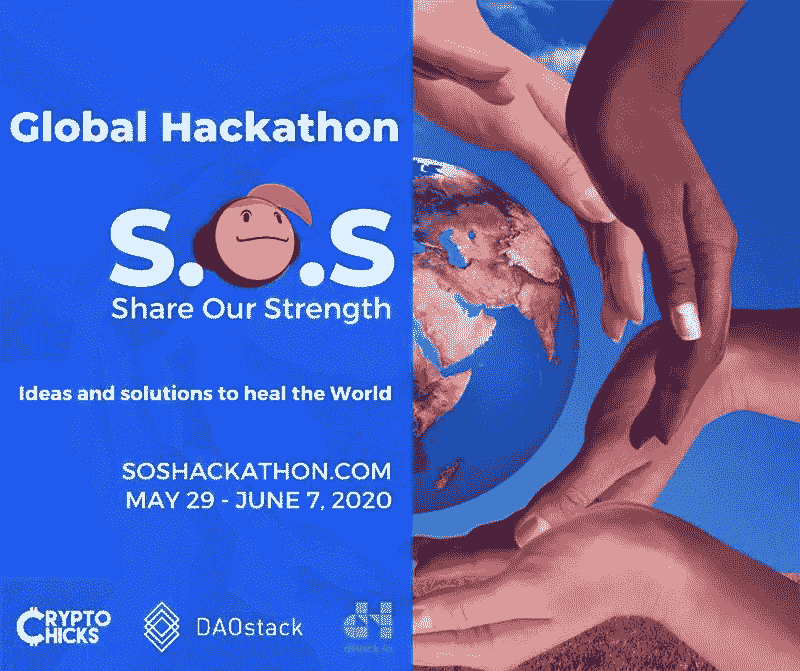 Global Hackathon
S. .S
Share Our Strength
Ideas and solutions to heal the World
SOSHACKATHON.COM
MAY 29 - JUNE 7, 2020
CRYPTO
CHICKS
DAOstack